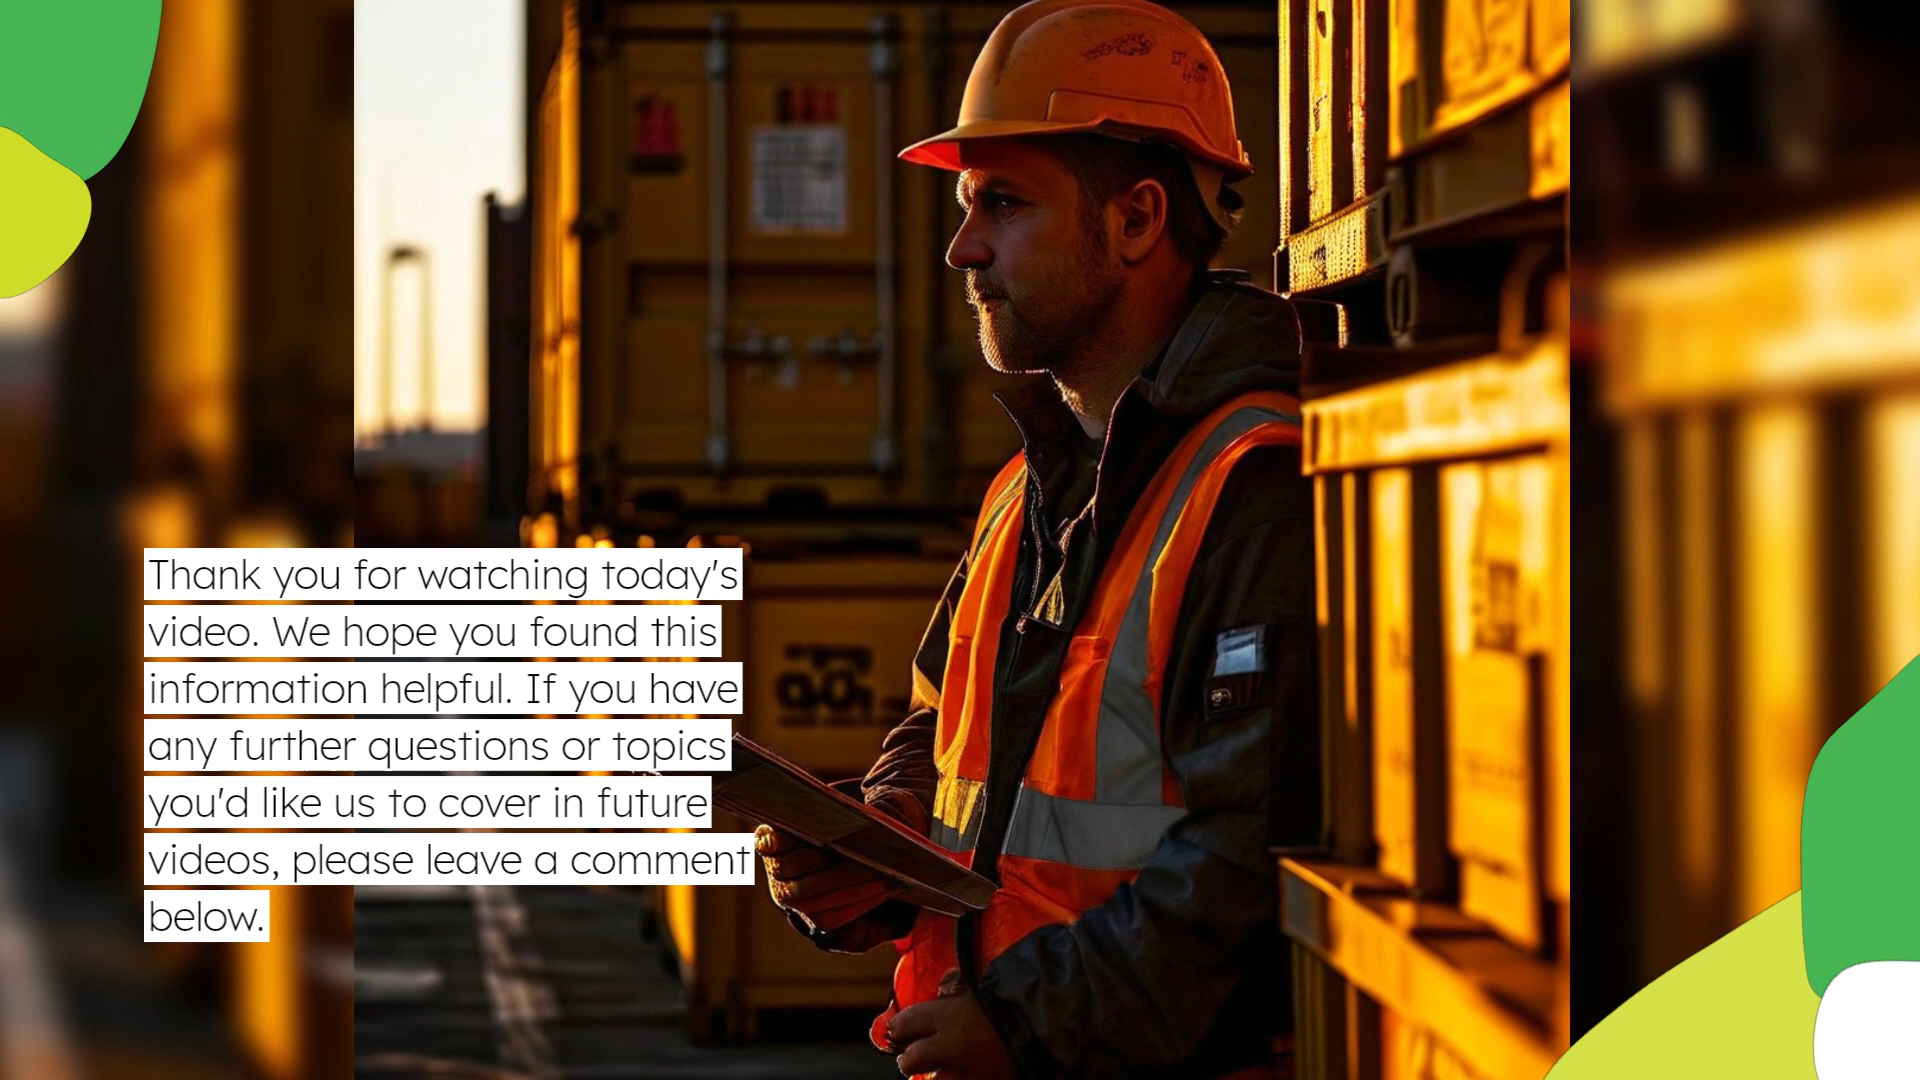 Thank you for watching today's
video. We hope you found this
information helpful. If you have
any further questions or topics
you'd like us to cover in future
videos, please leave a comment
below.